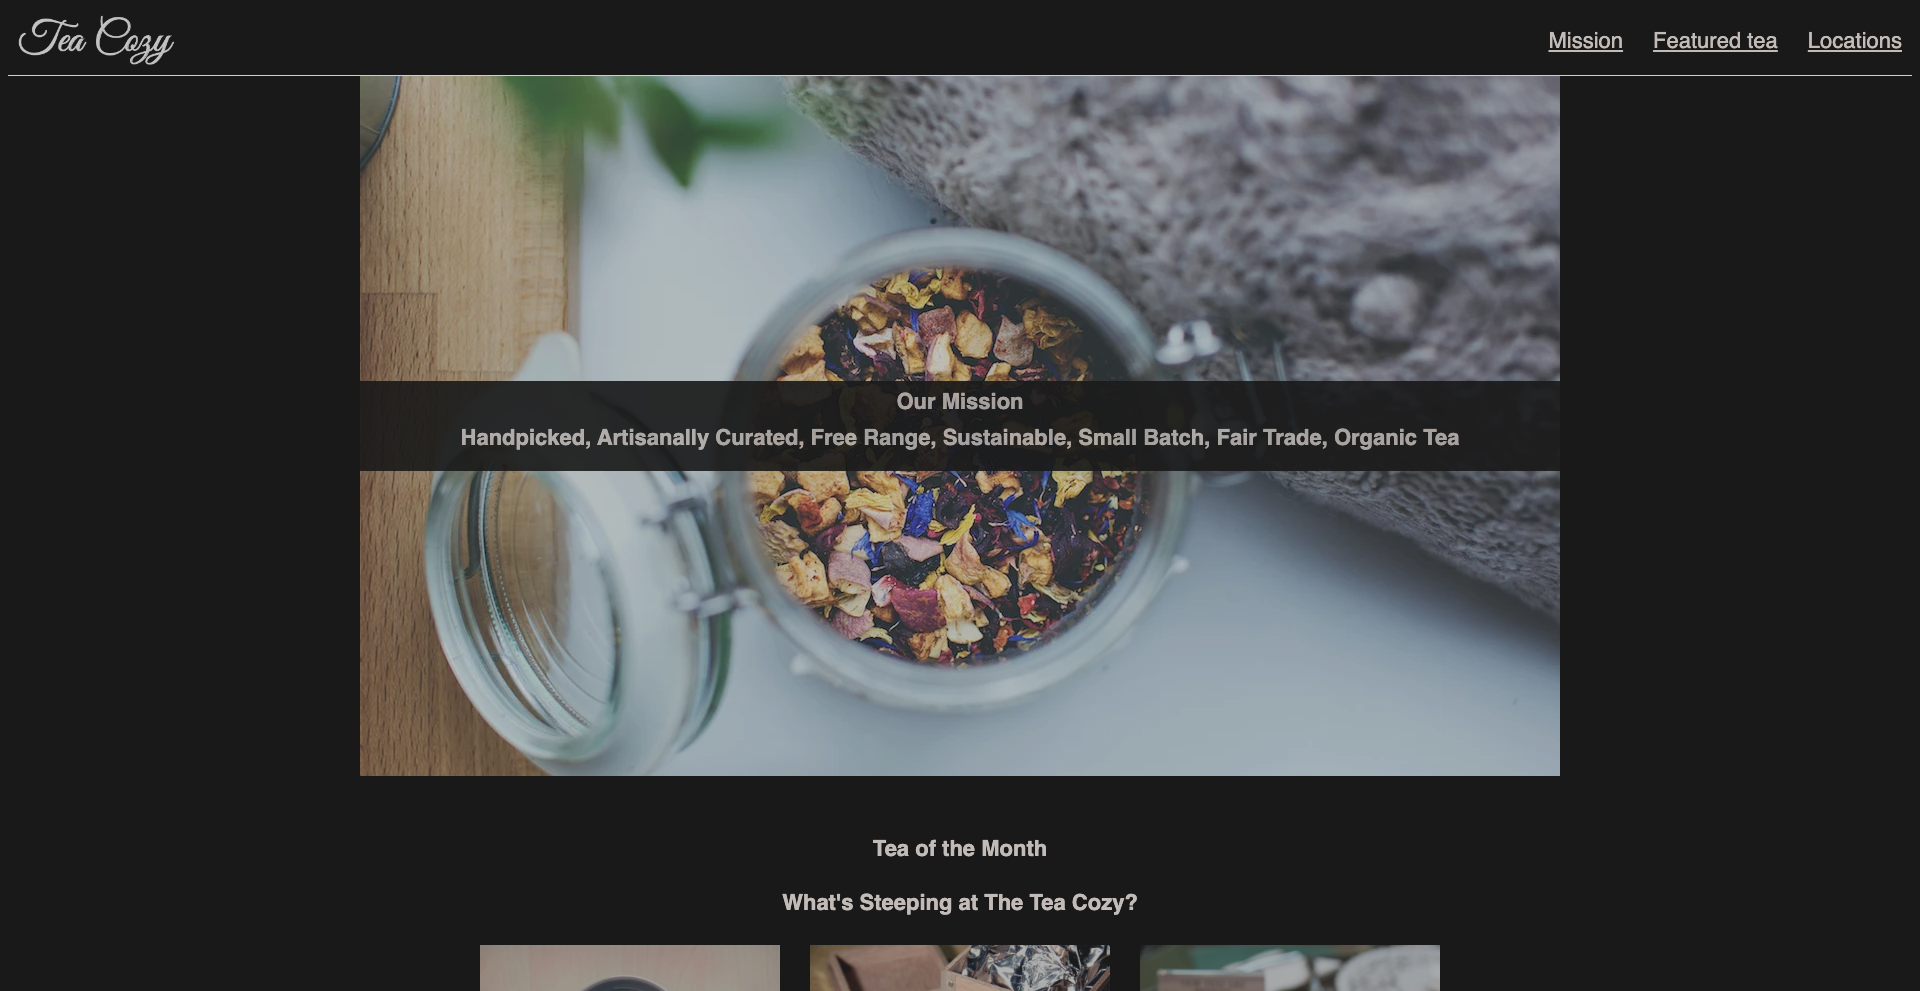 Tea Cozy
Mission
Featured tea
Locations
Our Mission
Handpicked, Artisanally Curated, Free Range, Sustainable, Small Batch, Fair Trade, Organic Tea
Tea of the Month
What's Steeping at The Tea Cozy?